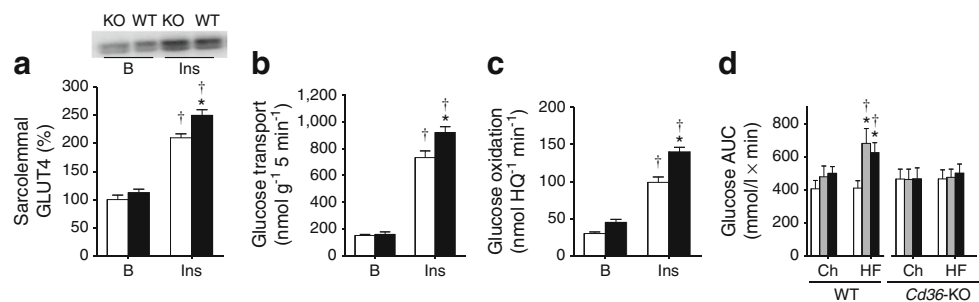 KO WT KO WT
B Ins
a
Sarcolemmal
GLUT4 (%)
300
250
200
150
100
50
0
†
†
*
B Ins
b
Glucose transport
(nmol g⁻¹ 5 min⁻¹)
1,000
800
600
400
200
0
†
†
*
B Ins
c
Glucose oxidation
(nmol HQ⁻¹ min⁻¹)
200
150
100
50
0
†
†
*
B Ins
d
Glucose AUC
(mmol/l × min)
800
600
400
200
0
†
*
†
*
Ch HF Ch HF
WT Cd36-KO